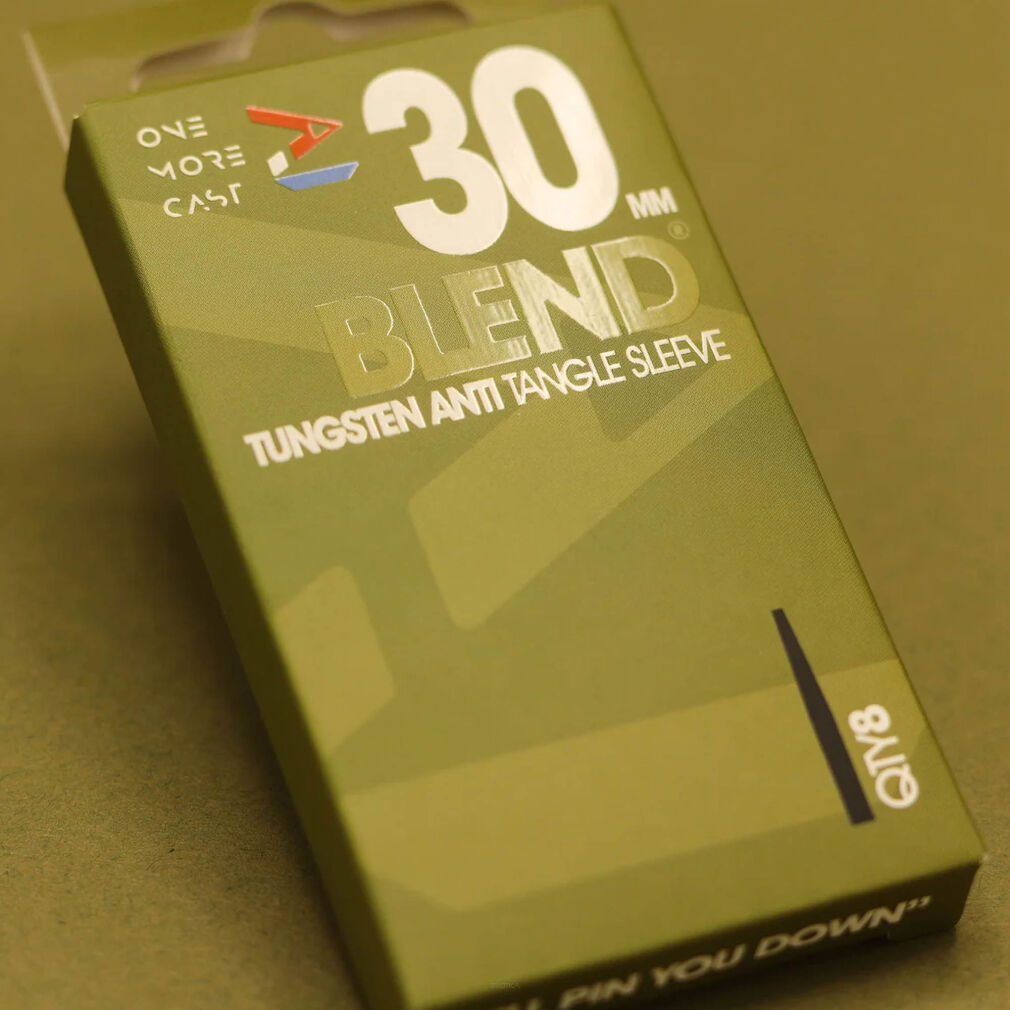 ONE
MORE
CAST
30
MM
BLEND®
TUNGSTEN ANTI TANGLE SLEEVE
QTY8
PIN YOU DOWN”